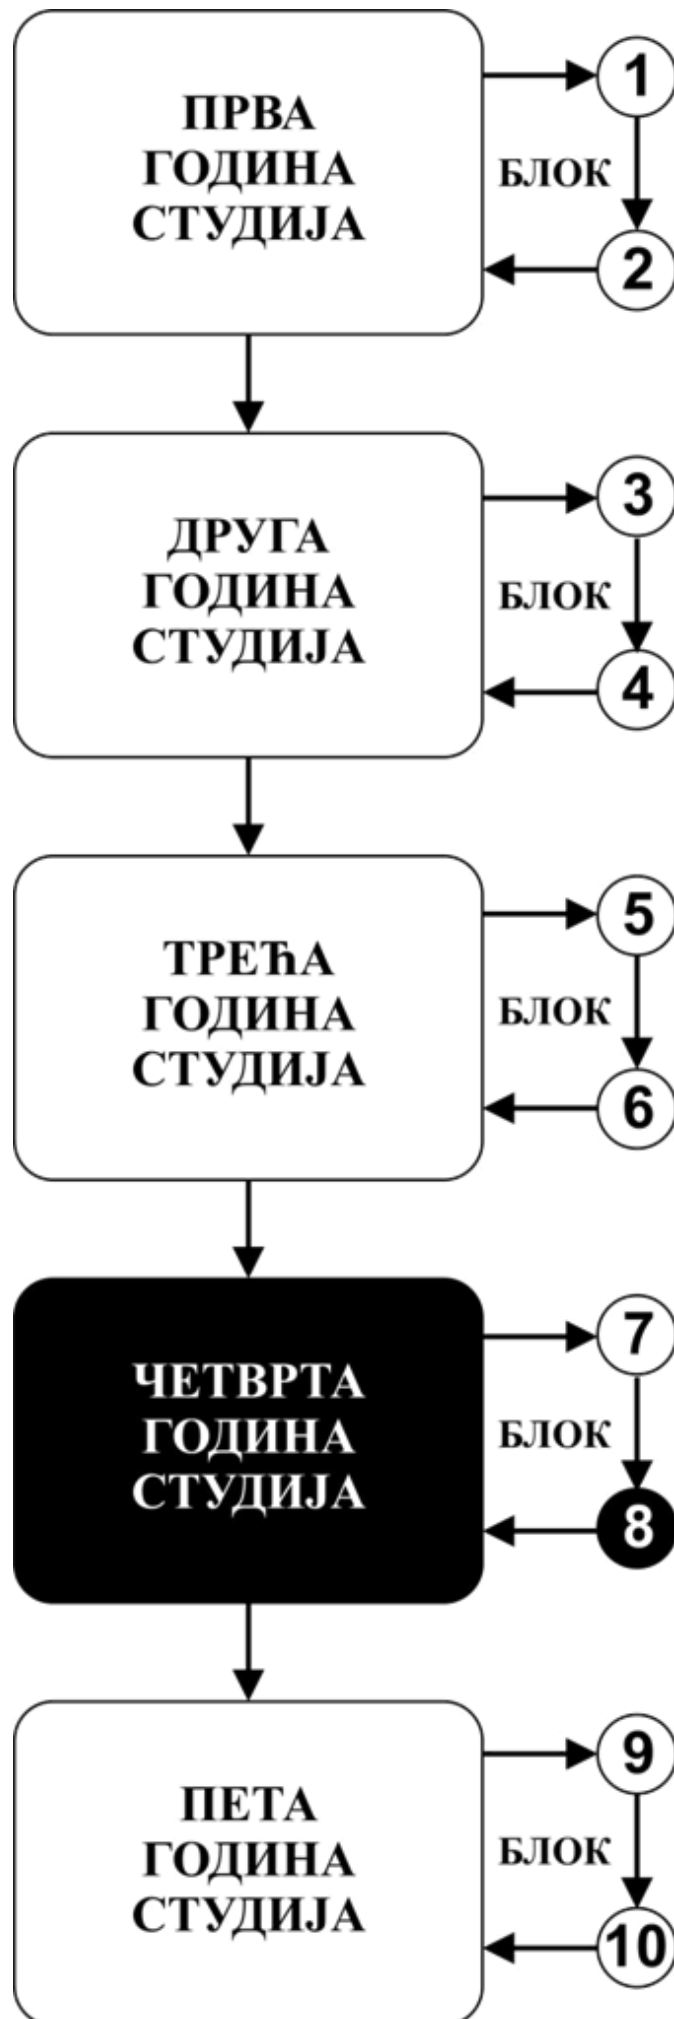 ПРВА
ГОДИНА
СТУДИЈА
1
БЛОК
2
ДРУГА
ГОДИНА
СТУДИЈА
3
БЛОК
4
ТРЕЋА
ГОДИНА
СТУДИЈА
5
БЛОК
6
ЧЕТВРТА
ГОДИНА
СТУДИЈА
7
БЛОК
8
ПЕТА
ГОДИНА
СТУДИЈА
9
БЛОК
10